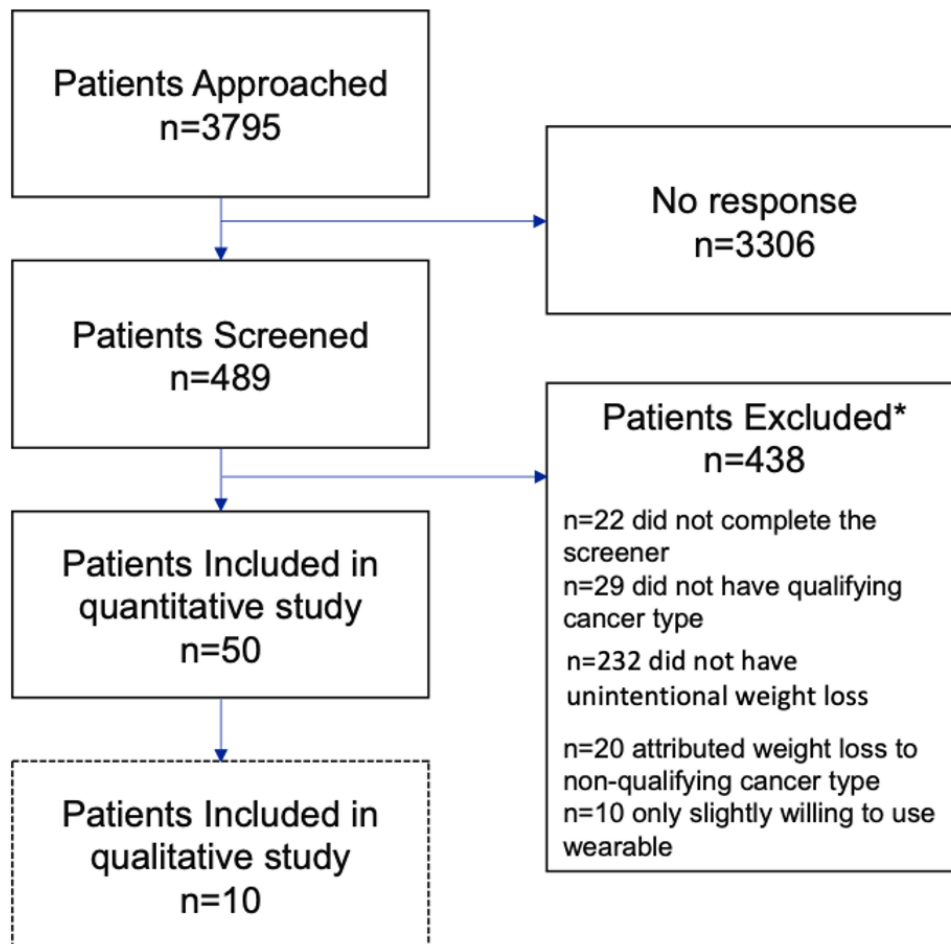 Patients Approached
n=3795
No response
n=3306
Patients Screened
n=489
Patients Excluded*
n=438
n=22 did not complete the
screener
n=29 did not have qualifying
cancer type
n=232 did not have
unintentional weight loss
n=20 attributed weight loss to
non-qualifying cancer type
n=10 only slightly willing to use
wearable
Patients Included in
quantitative study
n=50
Patients Included in
qualitative study
n=10